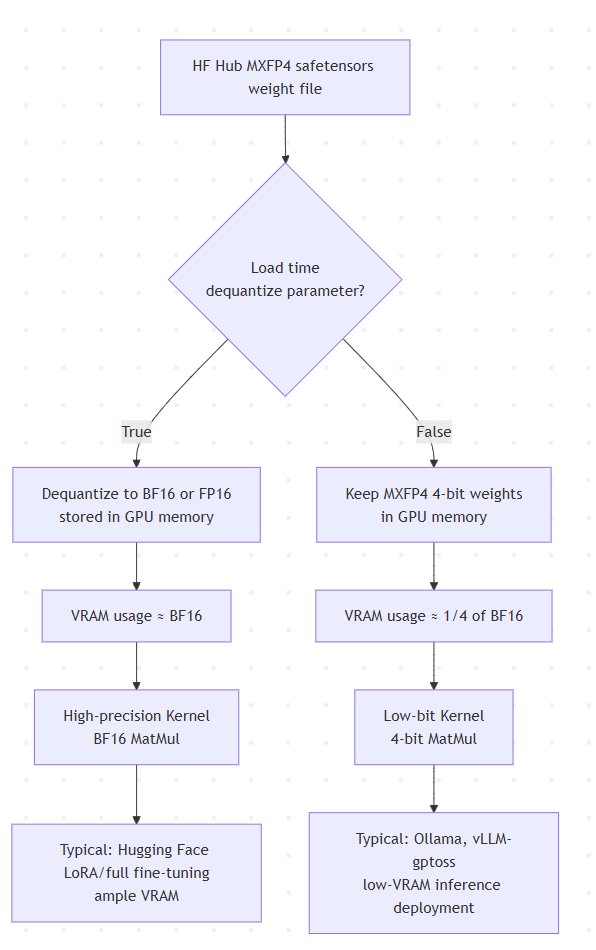 HF Hub MXFP4 safetensors
weight file
Load time
dequantize parameter?
True
False
Dequantize to BF16 or FP16
stored in GPU memory
Keep MXFP4 4-bit weights
in GPU memory
VRAM usage ≈ BF16
VRAM usage ≈ 1/4 of BF16
High-precision Kernel
BF16 MatMul
Low-bit Kernel
4-bit MatMul
Typical: Hugging Face
LoRA/full fine-tuning
ample VRAM
Typical: Ollama, vLLM-
gptoss
low-VRAM inference
deployment